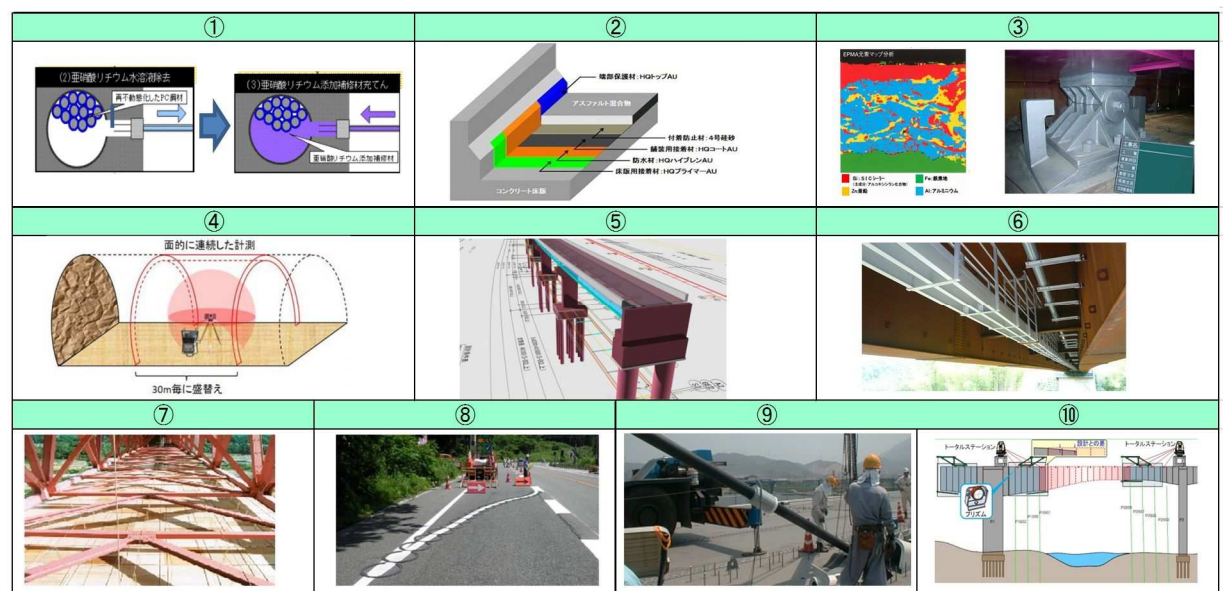 ①
②
③
(2)亜硝酸リチウム水溶液除去
再不動態化したPC鋼材
(3)亜硝酸リチウム添加補修材充てん
亜硝酸リチウム添加補修材
端部保護材:HQトップAU
アスファルト混合物
付着防止材:4号硅砂
舗装用接着材:HQコートAU
防水材:HQハイブレンAU
床版用接着材:HQプライマーAU
コンクリート床版
EPMA元素マップ分析
Fe:鉄素地
Zn:亜鉛
Al:アルミニウム
④
⑤
⑥
面的に連続した計測
30m毎に盛替え
⑦
⑧
⑨
⑩
トータルステーション
設計との差
トータルステーション
プリズム